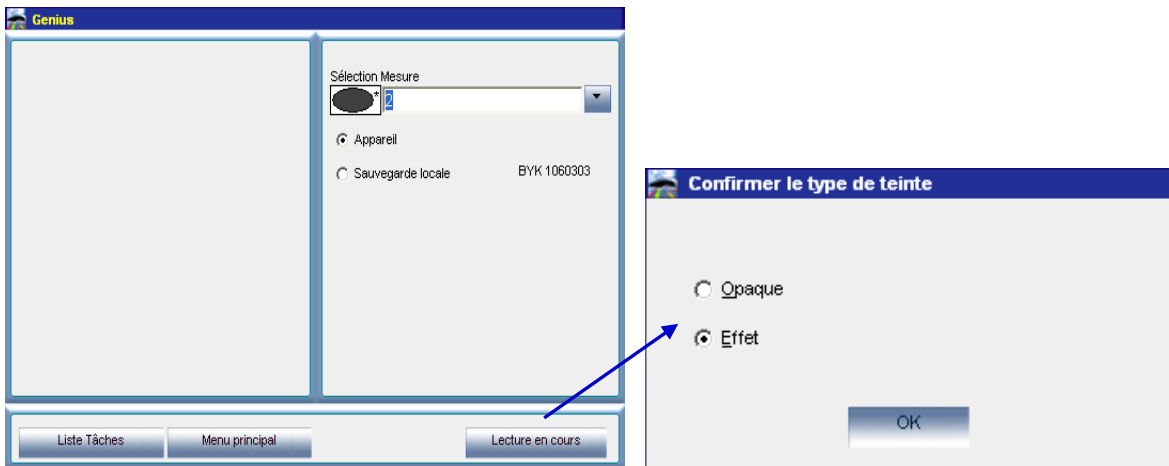 Genius
Sélection Mesure
* 2
Appareil
Sauvegarde locale BYK 1060303
Liste Tâches Menu principal Lecture en cours
Confirmer le type de teinte
Opaque
Effet
OK